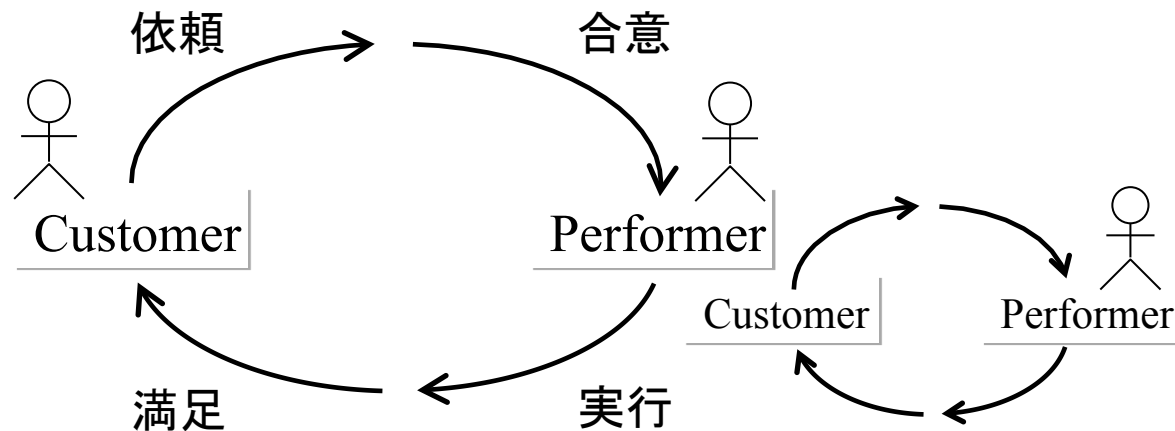 依頼
合意
Customer
Performer
Customer
Performer
満足
実行